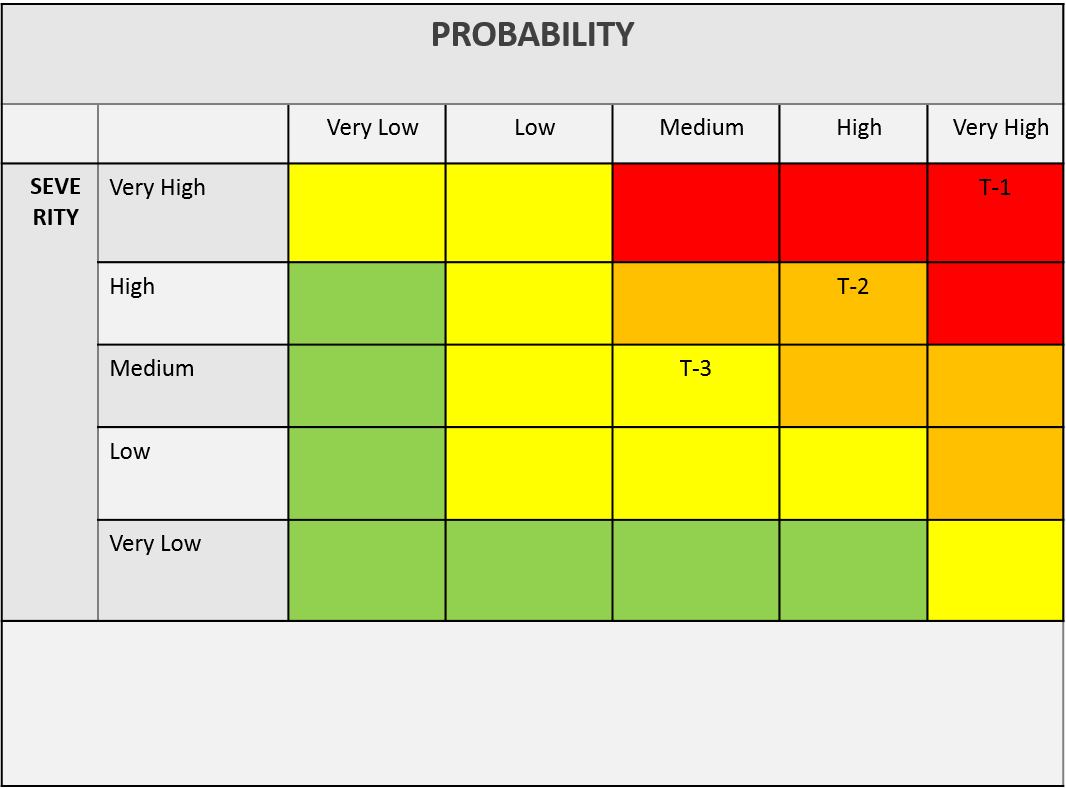 PROBABILITY
Very Low Low Medium High Very High
SEVE
RITY
Very High T-1
High T-2
Medium T-3
Low
Very Low